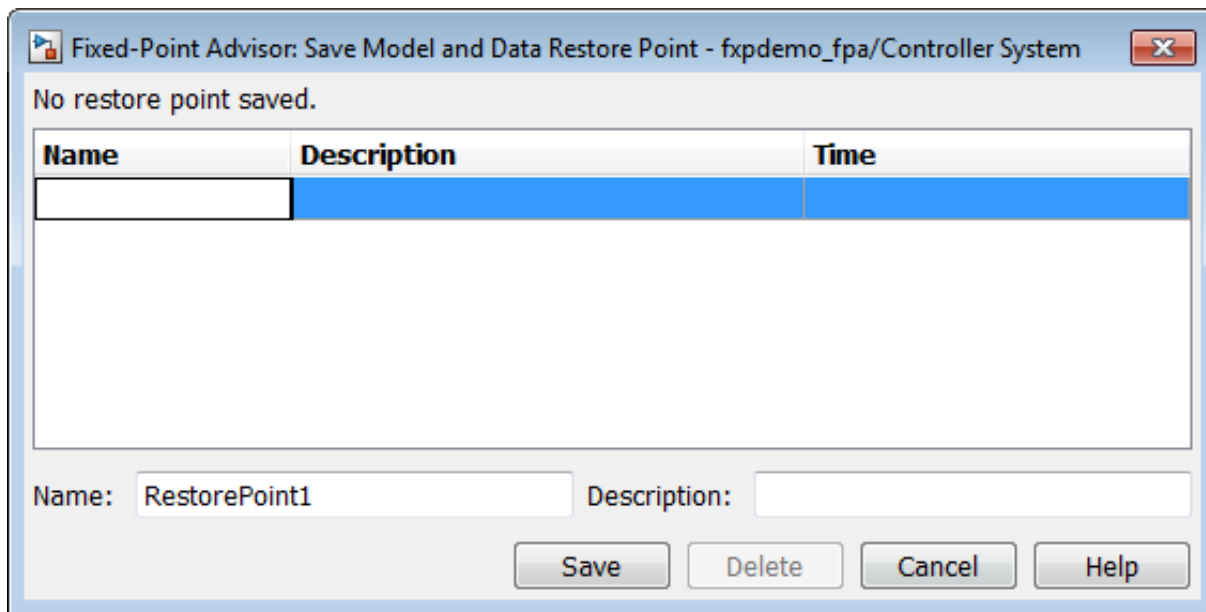 Fixed-Point Advisor: Save Model and Data Restore Point - fxpdemo_fpa/Controller System
No restore point saved.
Name Description Time
Name: RestorePoint1 Description:
Save Delete Cancel Help